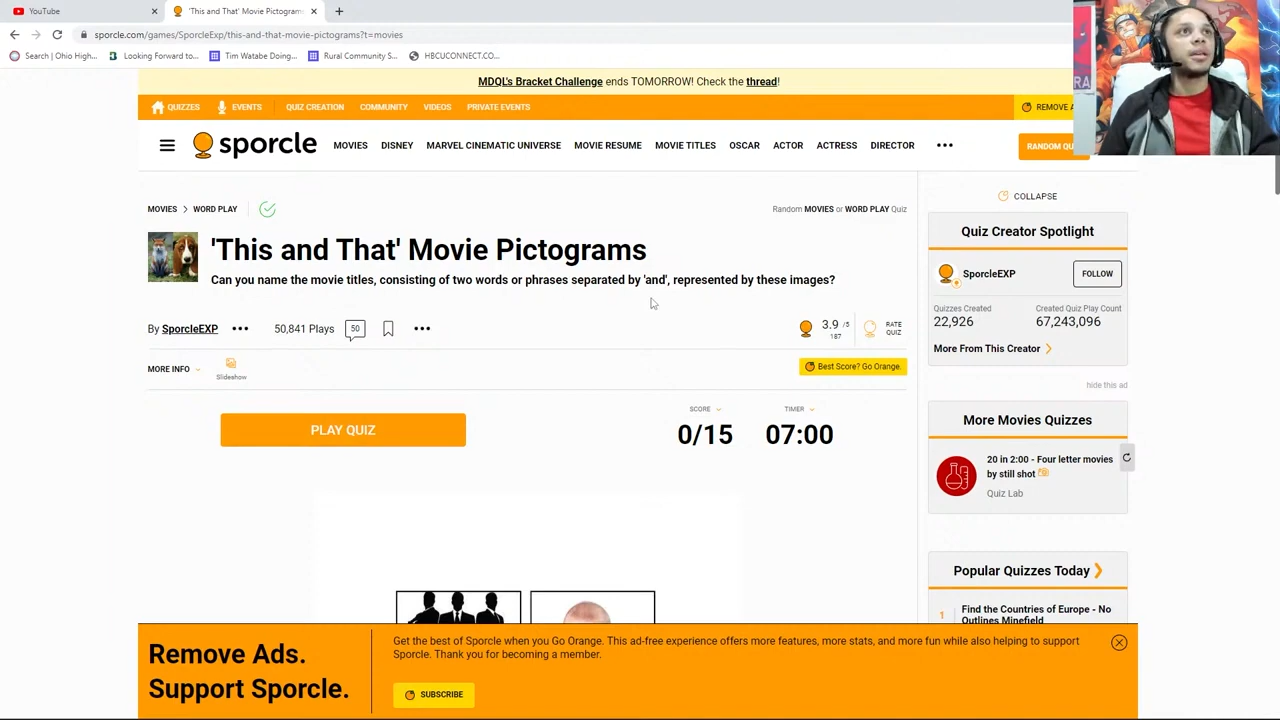 YouTube
'This and That' Movie Pictogram
sporcle.com/games/SporcleExp/this-and-that-movie-pictograms?t=movies
Search | Ohio High...
Looking Forward to...
Tim Watabe Doing...
Rural Community S...
HBCUCONNECT.CO...
MDQL's Bracket Challenge ends TOMORROW! Check the thread!
QUIZZES
EVENTS
QUIZ CREATION
COMMUNITY
VIDEOS
PRIVATE EVENTS
REMOVE A
sporcle
MOVIES
DISNEY
MARVEL CINEMATIC UNIVERSE
MOVIE RESUME
MOVIE TITLES
OSCAR
ACTOR
ACTRESS
DIRECTOR
RANDOM QU
MOVIES > WORD PLAY
Random MOVIES or WORD PLAY Quiz
'This and That' Movie Pictograms
Can you name the movie titles, consisting of two words or phrases separated by 'and', represented by these images?
By SporcleEXP
50,841 Plays
50
3.9 /5
187
RATE
QUIZ
MORE INFO
Slideshow
Best Score? Go Orange.
PLAY QUIZ
SCORE
0/15
TIMER
07:00
COLLAPSE
Quiz Creator Spotlight
SporcleEXP
FOLLOW
Quizzes Created
22,926
Created Quiz Play Count
67,243,096
More From This Creator
hide this ad
More Movies Quizzes
20 in 2:00 - Four letter movies
by still shot
Quiz Lab
Popular Quizzes Today
1
Find the Countries of Europe - No
Outlines Minefield
Remove Ads.
Support Sporcle.
Get the best of Sporcle when you Go Orange. This ad-free experience offers more features, more stats, and more fun while also helping to support
Sporcle. Thank you for becoming a member.
SUBSCRIBE